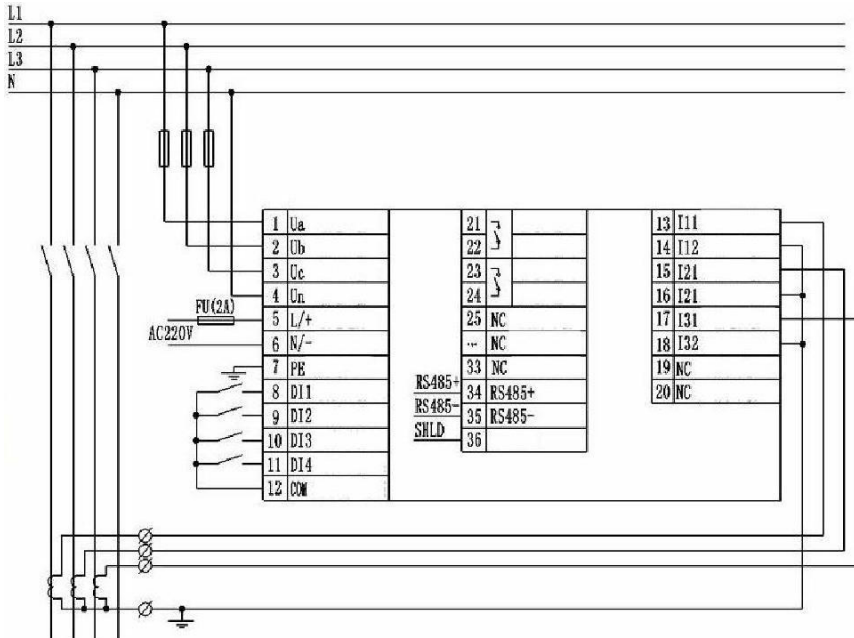 L1
L2
L3
N
1 Ua
2 Ub
3 Uc
4 Un
FU(2A)
5 L/+
AC220V
6 N/-
7 PE
8 DI1
9 DI2
10 DI3
11 DI4
12 COM
21
22
23
24
25 NC
... NC
33 NC
RS485+
34 RS485+
RS485-
35 RS485-
SHLD
36
13 I11
14 I12
15 I21
16 I21
17 I31
18 I32
19 NC
20 NC